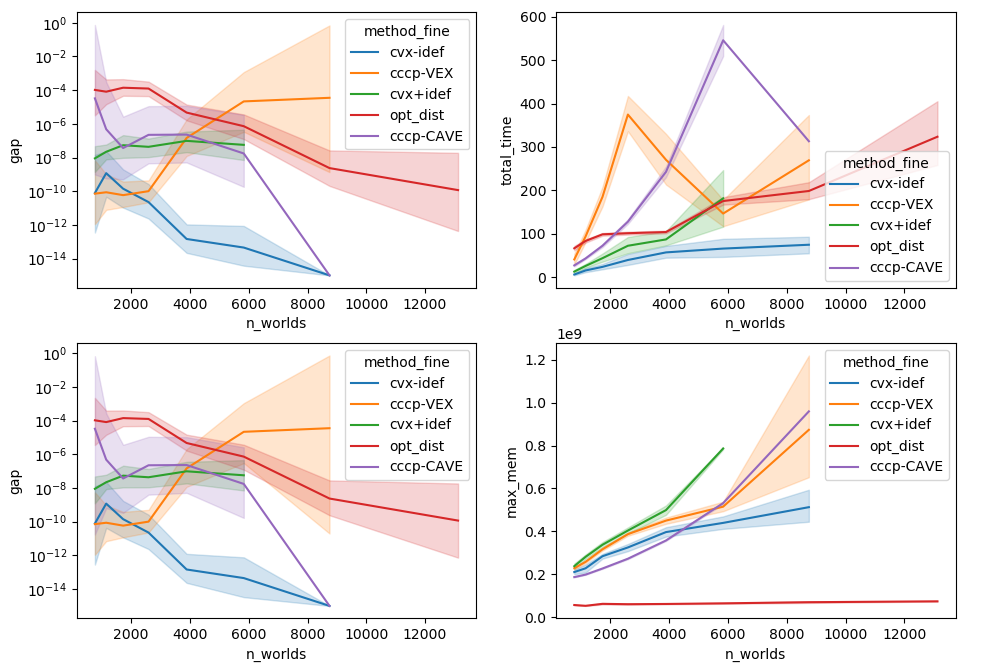 gap
10^0
10^−2
10^−4
10^−6
10^−8
10^−10
10^−12
10^−14
2000 4000 6000 8000 10000 12000
n_worlds
method_fine
cvx-idef
cccp-VEX
cvx+idef
opt_dist
cccp-CAVE
total_time
600
500
400
300
200
100
0
2000 4000 6000 8000 10000 12000
n_worlds
method_fine
cvx-idef
cccp-VEX
cvx+idef
opt_dist
cccp-CAVE
gap
10^0
10^−2
10^−4
10^−6
10^−8
10^−10
10^−12
10^−14
2000 4000 6000 8000 10000 12000
n_worlds
method_fine
cvx-idef
cccp-VEX
cvx+idef
opt_dist
cccp-CAVE
1e9
max_mem
1.2
1.0
0.8
0.6
0.4
0.2
0.0
2000 4000 6000 8000 10000 12000
n_worlds
method_fine
cvx-idef
cccp-VEX
cvx+idef
opt_dist
cccp-CAVE